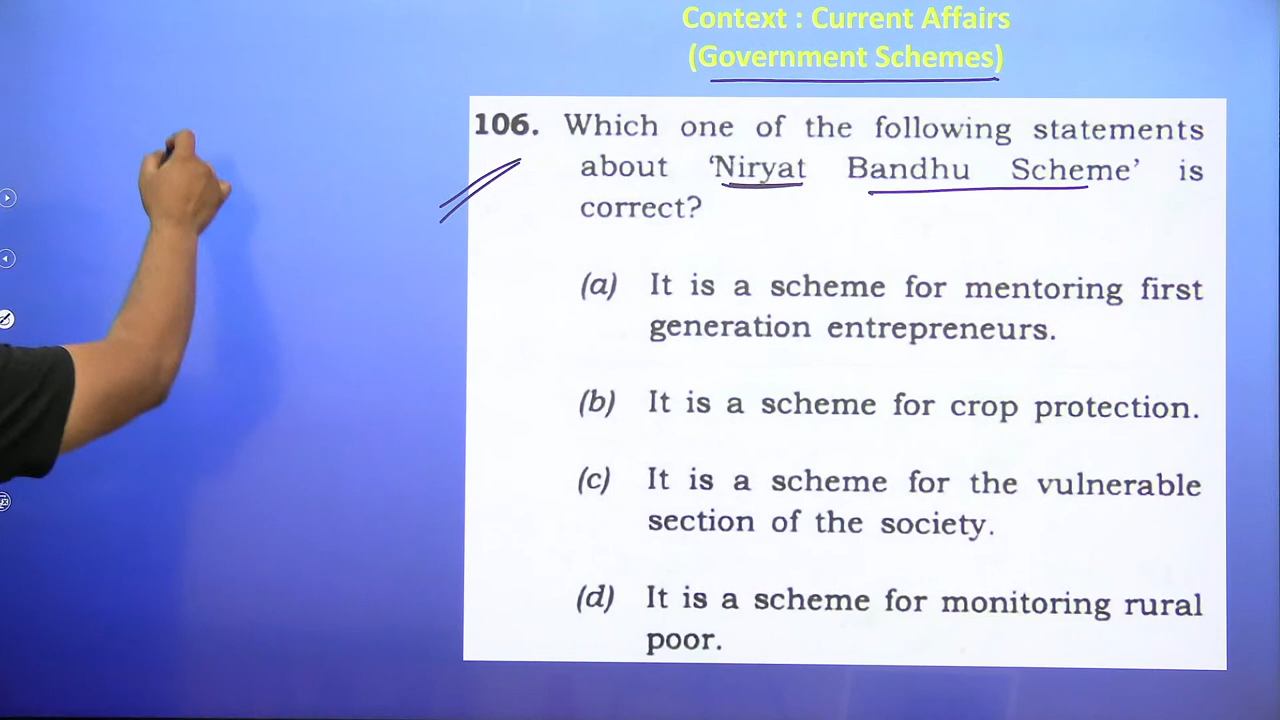 Context : Current Affairs
(Government Schemes)
106. Which one of the following statements
about ‘Niryat Bandhu Scheme’ is
correct?
(a) It is a scheme for mentoring first
generation entrepreneurs.
(b) It is a scheme for crop protection.
(c) It is a scheme for the vulnerable
section of the society.
(d) It is a scheme for monitoring rural
poor.